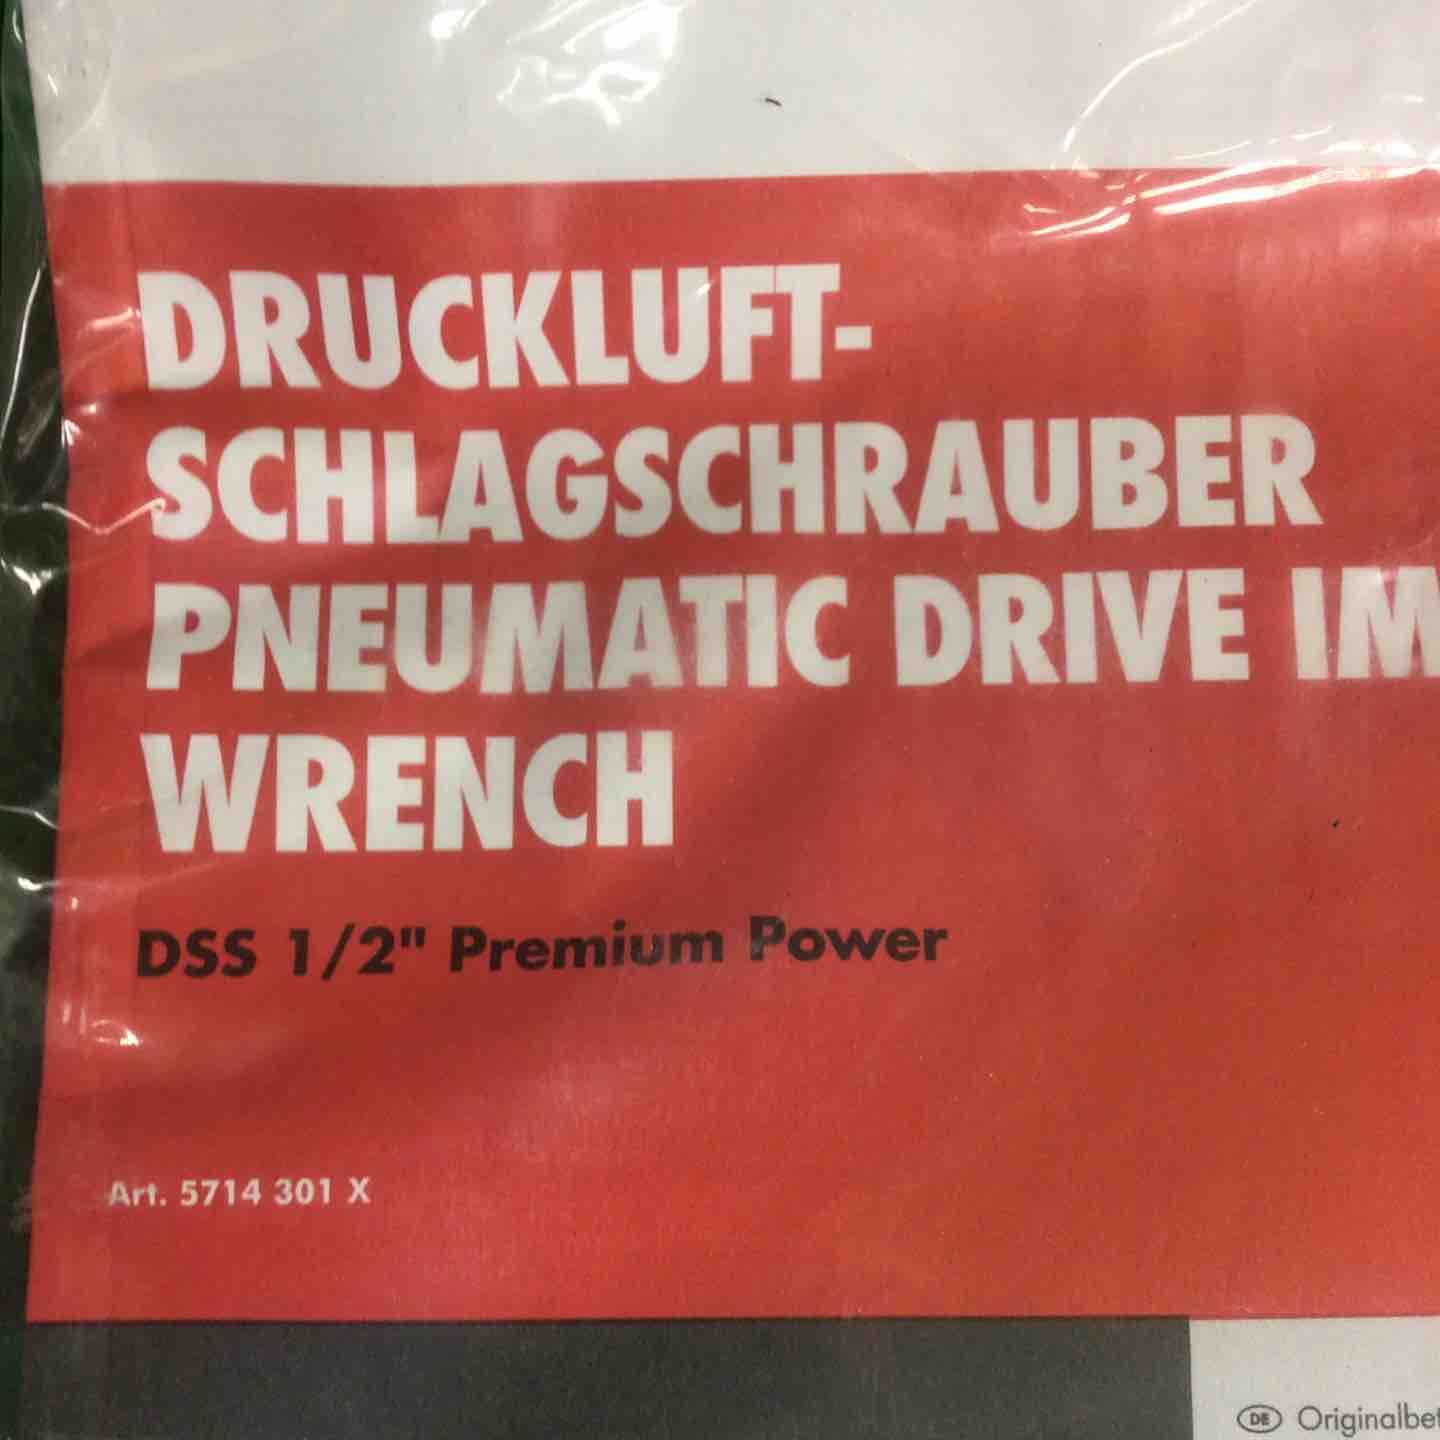 DRUCKLUFT-
SCHLAGSCHRAUBER
PNEUMATIC DRIVE IM
WRENCH
DSS 1/2" Premium Power
Art. 5714 301 X
DE Originalbet